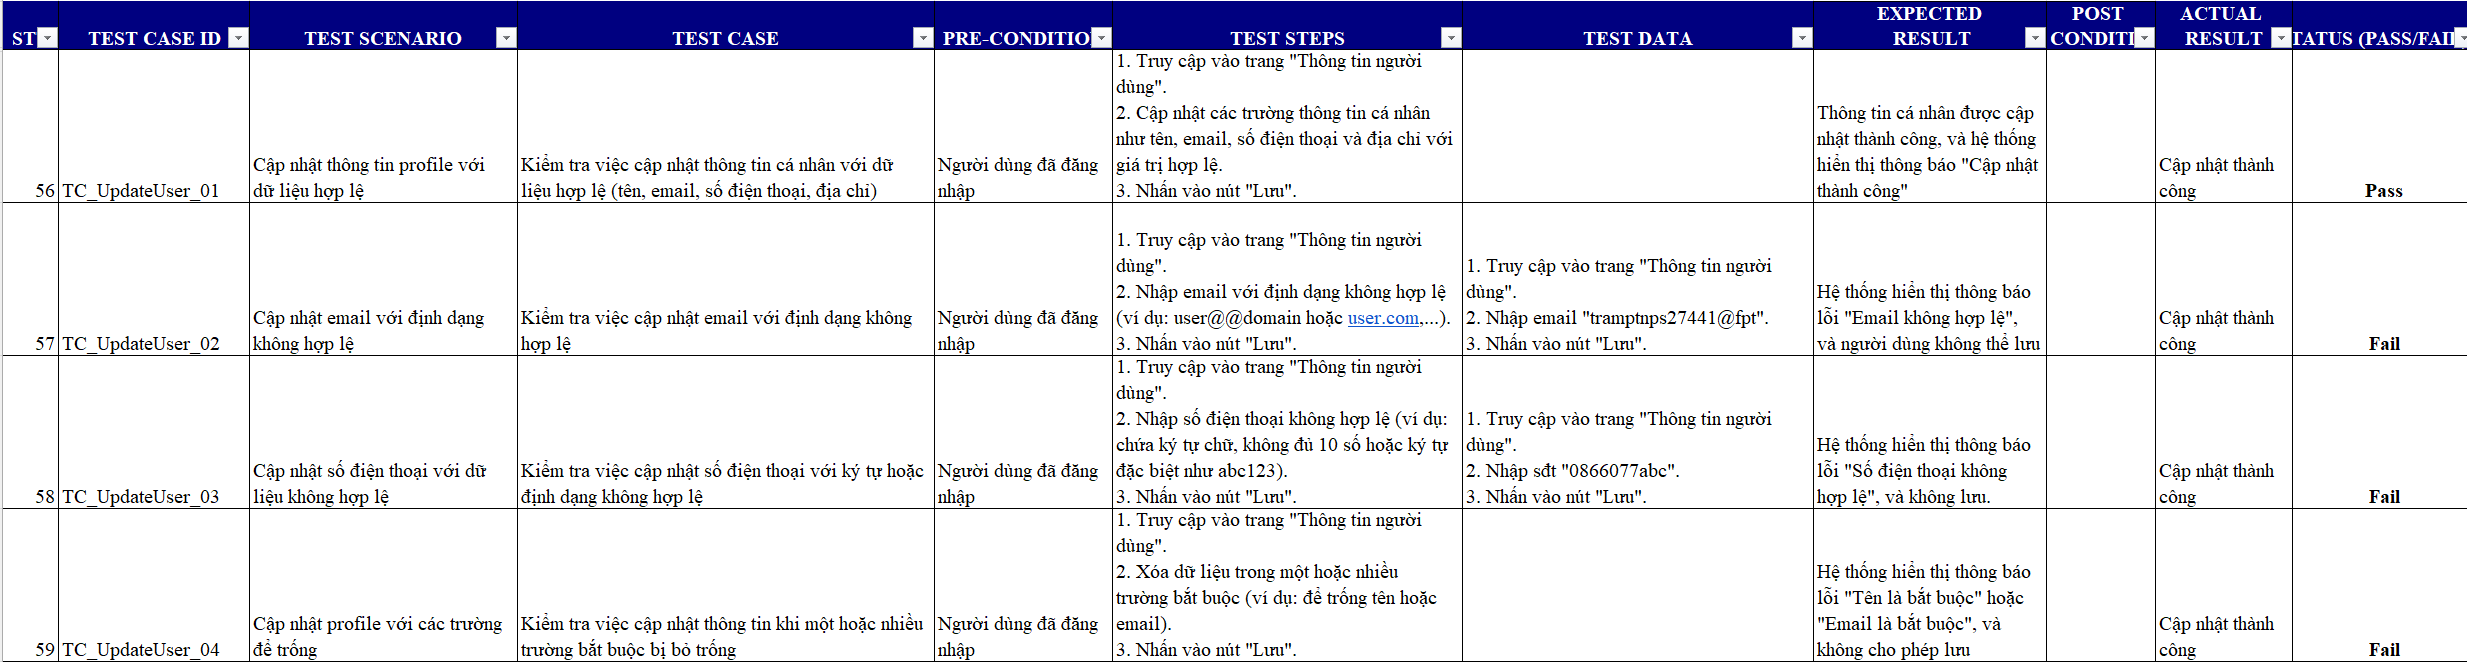 ST
TEST CASE ID
TEST SCENARIO
TEST CASE
PRE-CONDITIO
TEST STEPS
TEST DATA
EXPECTED
RESULT
POST
CONDITI
ACTUAL
RESULT
TATUS (PASS/FAIL
56
TC_UpdateUser_01
Cập nhật thông tin profile với
dữ liệu hợp lệ
Kiểm tra việc cập nhật thông tin cá nhân với dữ
liệu hợp lệ (tên, email, số điện thoại, địa chỉ)
Người dùng đã đăng
nhập
1. Truy cập vào trang "Thông tin người
dùng".
2. Cập nhật các trường thông tin cá nhân
như tên, email, số điện thoại và địa chỉ với
giá trị hợp lệ.
3. Nhấn vào nút "Lưu".
Thông tin cá nhân được cập
nhật thành công, và hệ thống
hiển thị thông báo "Cập nhật
thành công"
Cập nhật thành
công
Pass
57
TC_UpdateUser_02
Cập nhật email với định dạng
không hợp lệ
Kiểm tra việc cập nhật email với định dạng không
hợp lệ
Người dùng đã đăng
nhập
1. Truy cập vào trang "Thông tin người
dùng".
2. Nhập email với định dạng không hợp lệ
(ví dụ: user@@domain hoặc user.com,...).
3. Nhấn vào nút "Lưu".
1. Truy cập vào trang "Thông tin người
dùng".
2. Nhập email "tramptnps27441@fpt".
3. Nhấn vào nút "Lưu".
Hệ thống hiển thị thông báo
lỗi "Email không hợp lệ",
và người dùng không thể lưu
Cập nhật thành
công
Fail
58
TC_UpdateUser_03
Cập nhật số điện thoại với dữ
liệu không hợp lệ
Kiểm tra việc cập nhật số điện thoại với ký tự hoặc
định dạng không hợp lệ
Người dùng đã đăng
nhập
1. Truy cập vào trang "Thông tin người
dùng".
2. Nhập số điện thoại không hợp lệ (ví dụ:
chứa ký tự chữ, không đủ 10 số hoặc ký tự
đặc biệt như abc123).
3. Nhấn vào nút "Lưu".
1. Truy cập vào trang "Thông tin người
dùng".
2. Nhập sđt "0866077abc".
3. Nhấn vào nút "Lưu".
Hệ thống hiển thị thông báo
lỗi "Số điện thoại không
hợp lệ", và không lưu.
Cập nhật thành
công
Fail
59
TC_UpdateUser_04
Cập nhật profile với các trường
để trống
Kiểm tra việc cập nhật thông tin khi một hoặc nhiều
trường bắt buộc bị bỏ trống
Người dùng đã đăng
nhập
1. Truy cập vào trang "Thông tin người
dùng".
2. Xóa dữ liệu trong một hoặc nhiều
trường bắt buộc (ví dụ: để trống tên hoặc
email).
3. Nhấn vào nút "Lưu".
Hệ thống hiển thị thông báo
lỗi "Tên là bắt buộc" hoặc
"Email là bắt buộc", và
không cho phép lưu
Cập nhật thành
công
Fail